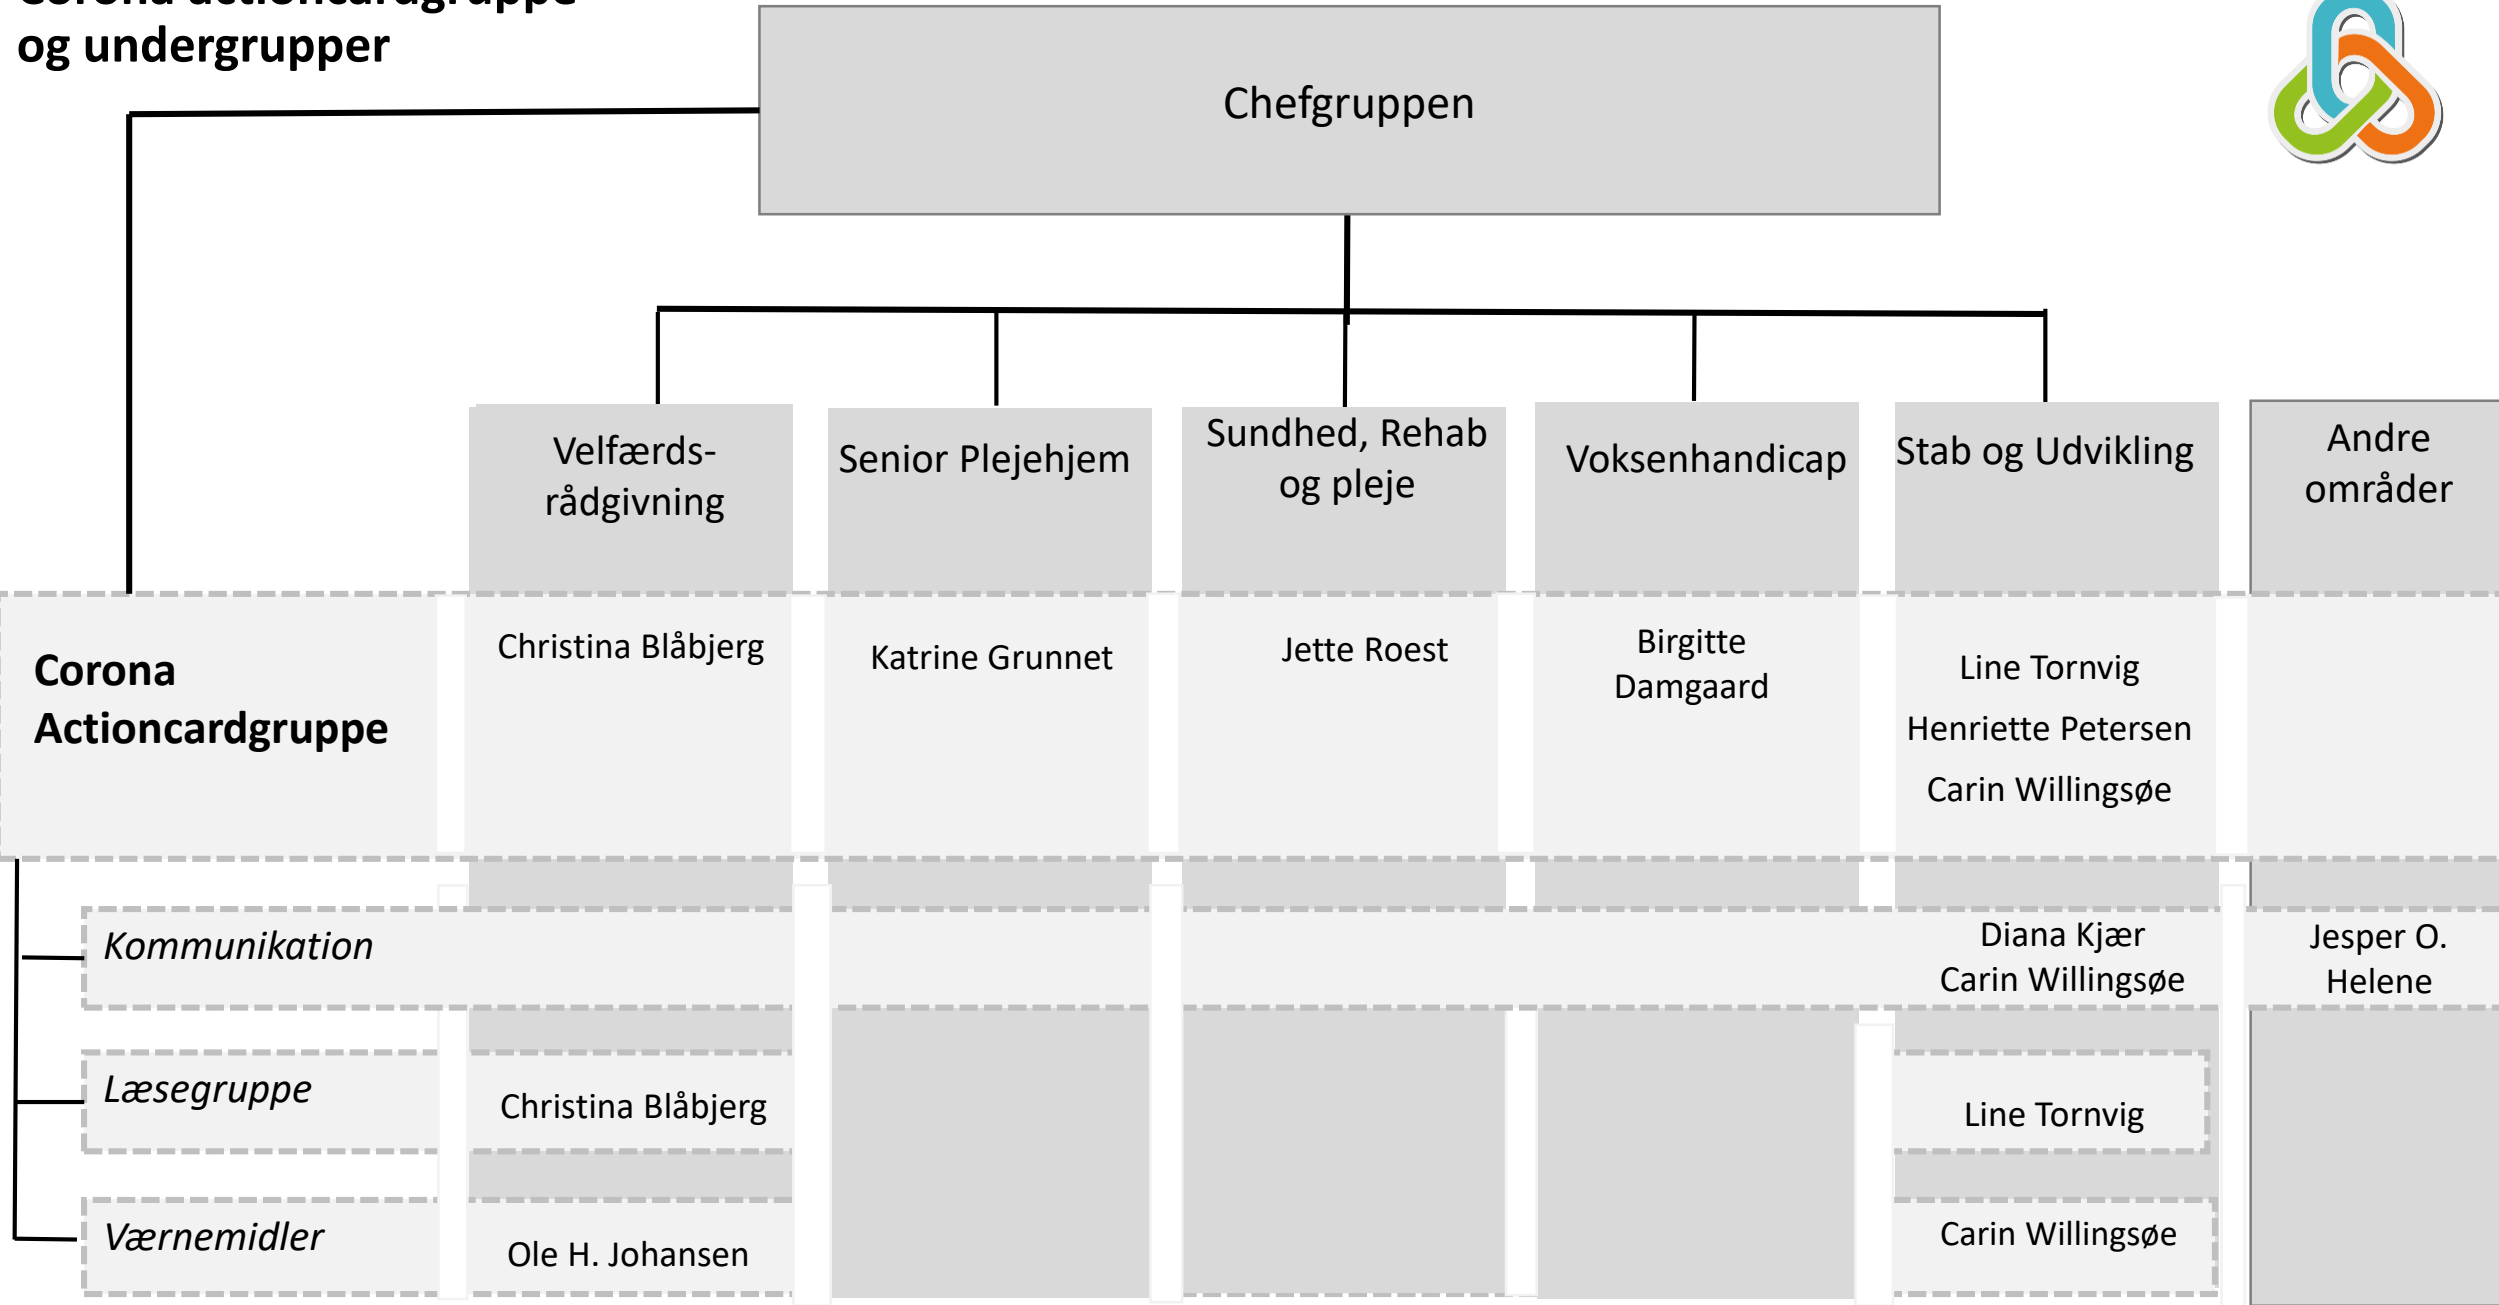 Corona actioncardgruppe
og undergrupper
Chefgruppen
Velfærds-
rådgivning
Senior Plejehjem
Sundhed, Rehab
og pleje
Voksenhandicap
Stab og Udvikling
Andre
områder
Corona
Actioncardgruppe
Christina Blåbjerg
Katrine Grunnet
Jette Roest
Birgitte
Damgaard
Line Tornvig
Henriette Petersen
Carin Willingsøe
Kommunikation
Diana Kjær
Carin Willingsøe
Jesper O.
Helene
Læsegruppe
Christina Blåbjerg
Line Tornvig
Værnemidler
Ole H. Johansen
Carin Willingsøe